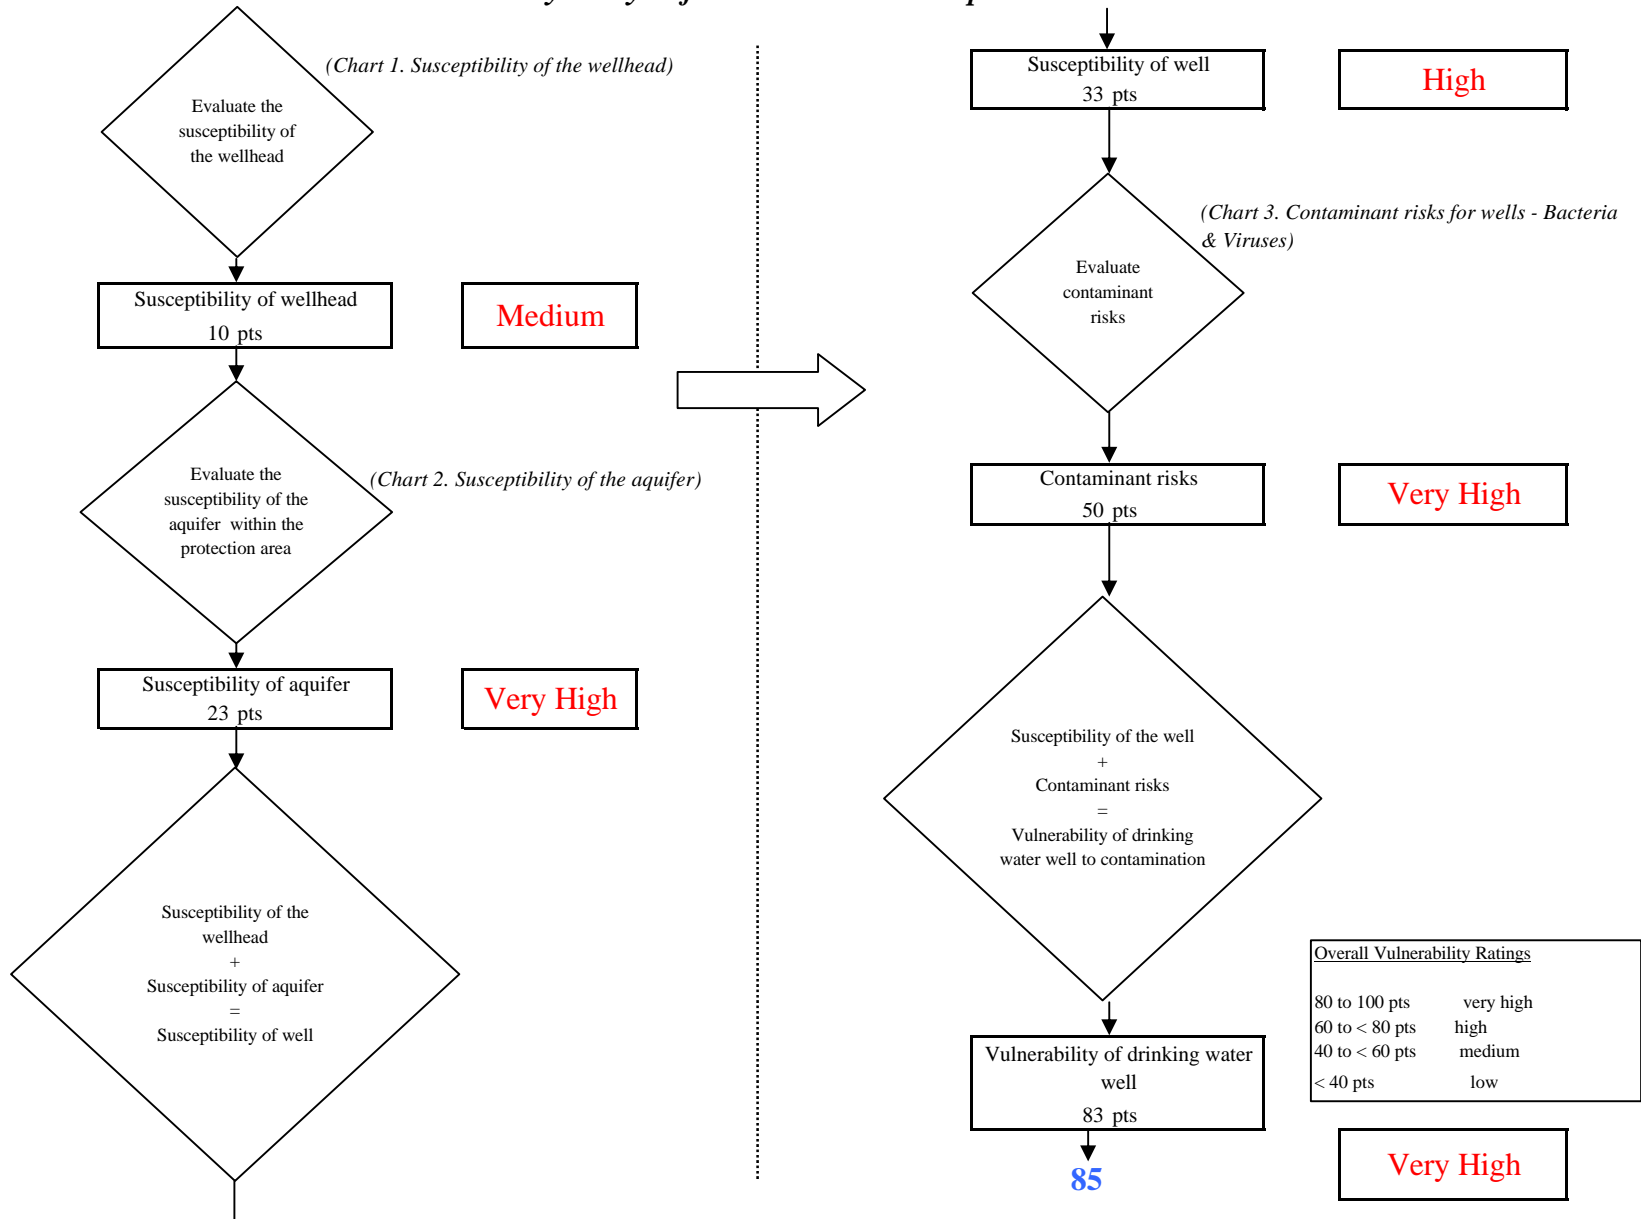 (Chart 1. Susceptibility of the wellhead)
Evaluate the
susceptibility of
the wellhead
Susceptibility of wellhead
10 pts
Medium
Evaluate the
susceptibility of the
aquifer within the
protection area
(Chart 2. Susceptibility of the aquifer)
Susceptibility of aquifer
23 pts
Very High
Susceptibility of the
wellhead
+
Susceptibility of aquifer
=
Susceptibility of well
Susceptibility of well
33 pts
High
(Chart 3. Contaminant risks for wells - Bacteria
& Viruses)
Evaluate
contaminant
risks
Contaminant risks
50 pts
Very High
Susceptibility of the well
+
Contaminant risks
=
Vulnerability of drinking
water well to contamination
Overall Vulnerability Ratings
80 to 100 pts very high
60 to < 80 pts high
40 to < 60 pts medium
< 40 pts low
Vulnerability of drinking water
well
83 pts
85
Very High